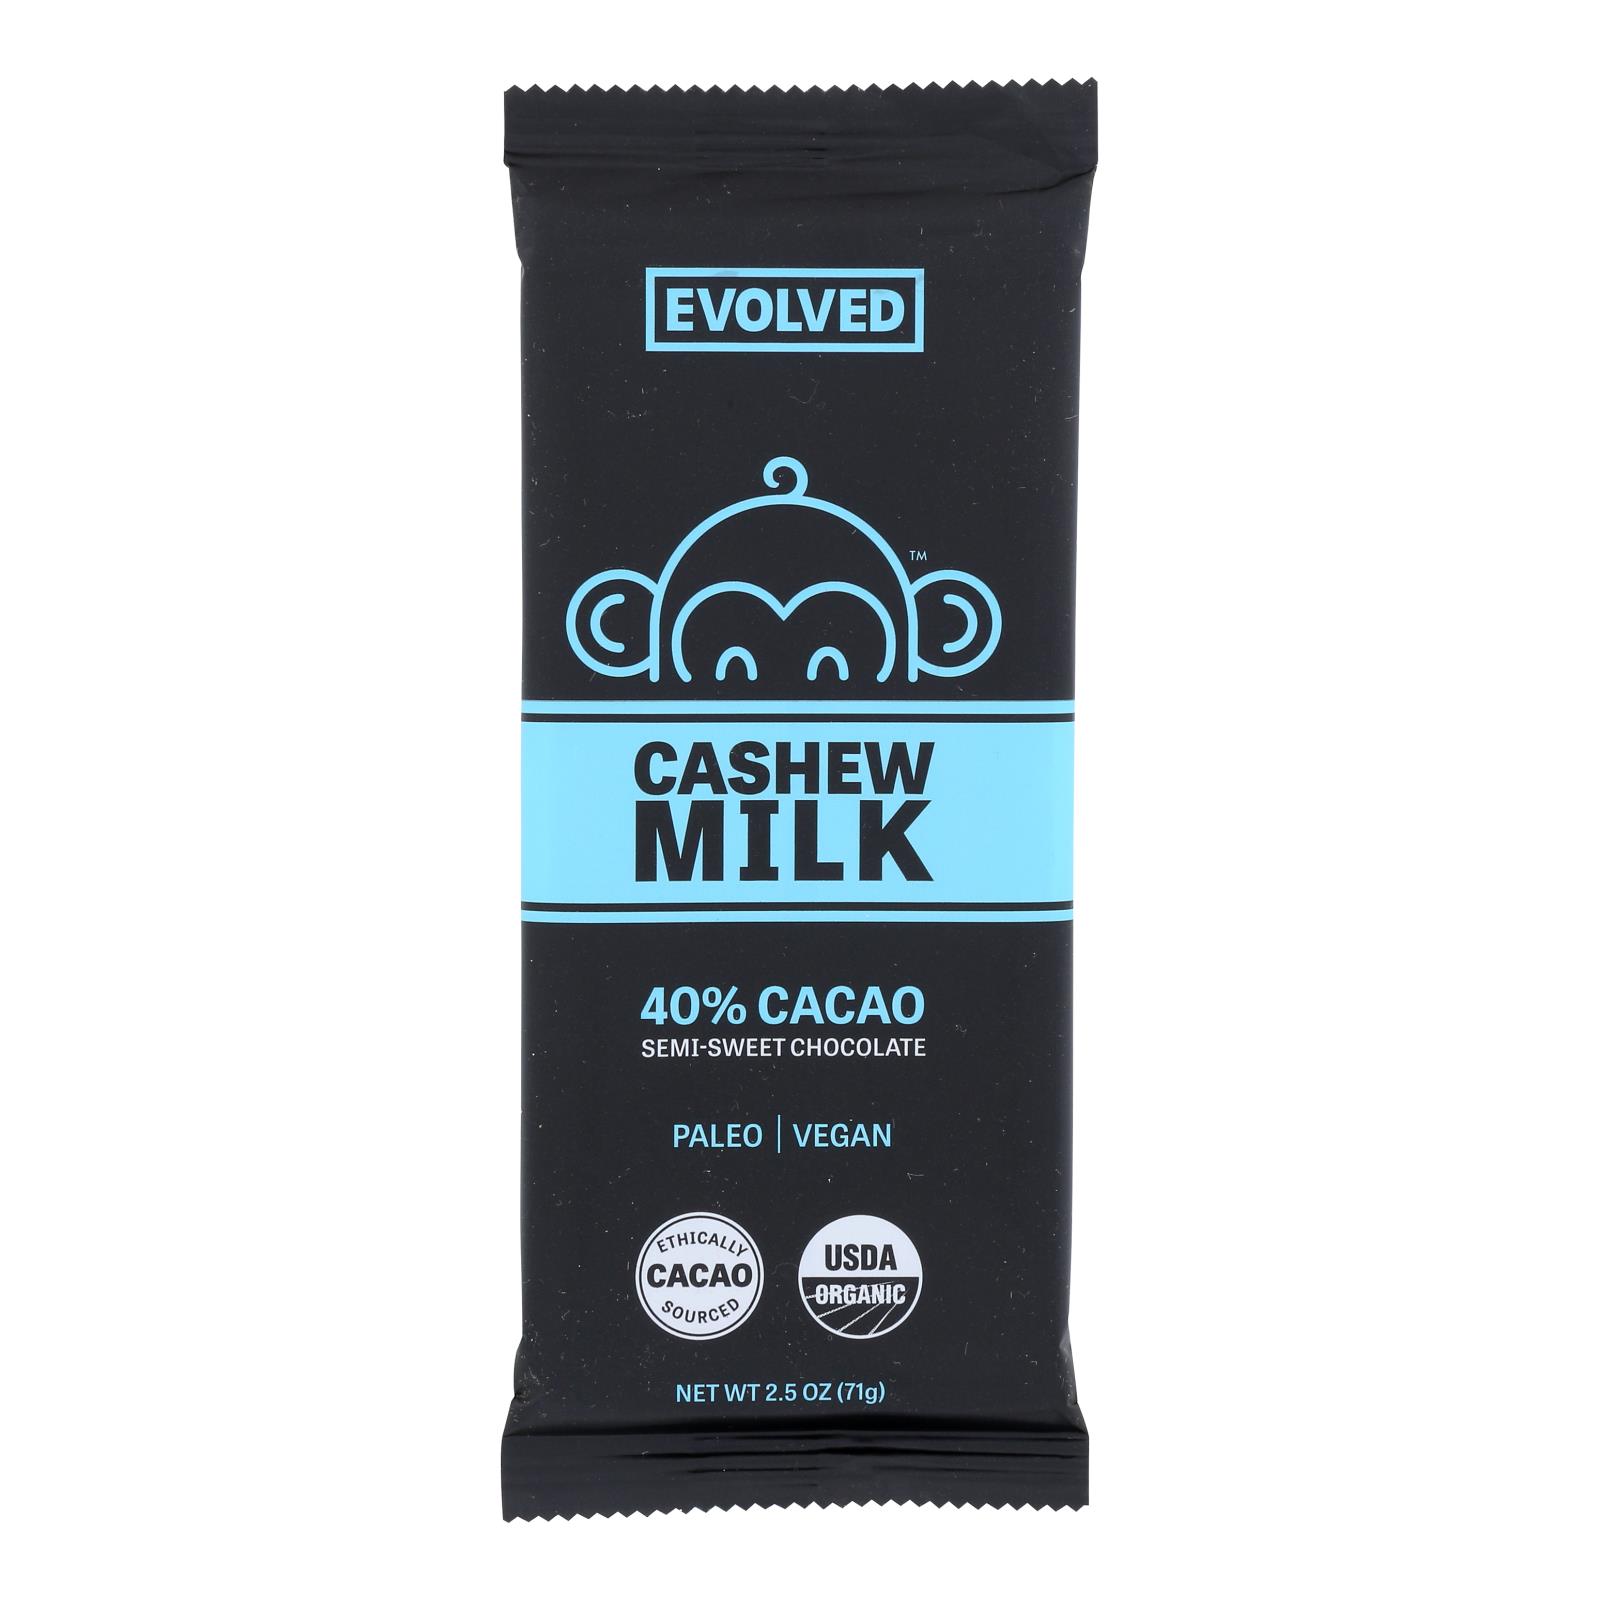 EVOLVED
TM
CASHEW
MILK
40% CACAO
SEMI-SWEET CHOCOLATE
PALEO | VEGAN
ETHICALLY
CACAO
SOURCED
USDA
ORGANIC
NET WT 2.5 OZ (71g)